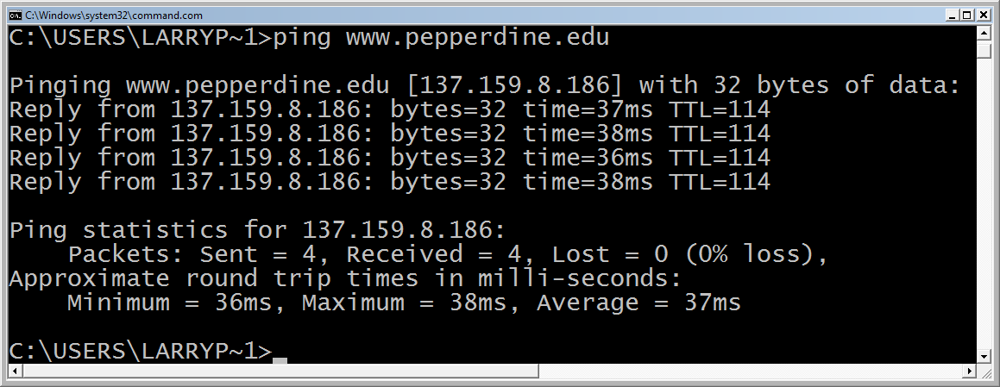 C:\Windows\system32\command.com
C:\USERS\LARRYP~1>ping www.pepperdine.edu
Pinging www.pepperdine.edu [137.159.8.186] with 32 bytes of data:
Reply from 137.159.8.186: bytes=32 time=37ms TTL=114
Reply from 137.159.8.186: bytes=32 time=38ms TTL=114
Reply from 137.159.8.186: bytes=32 time=36ms TTL=114
Reply from 137.159.8.186: bytes=32 time=38ms TTL=114
Ping statistics for 137.159.8.186:
Packets: Sent = 4, Received = 4, Lost = 0 (0% loss),
Approximate round trip times in milli-seconds:
Minimum = 36ms, Maximum = 38ms, Average = 37ms
C:\USERS\LARRYP~1>